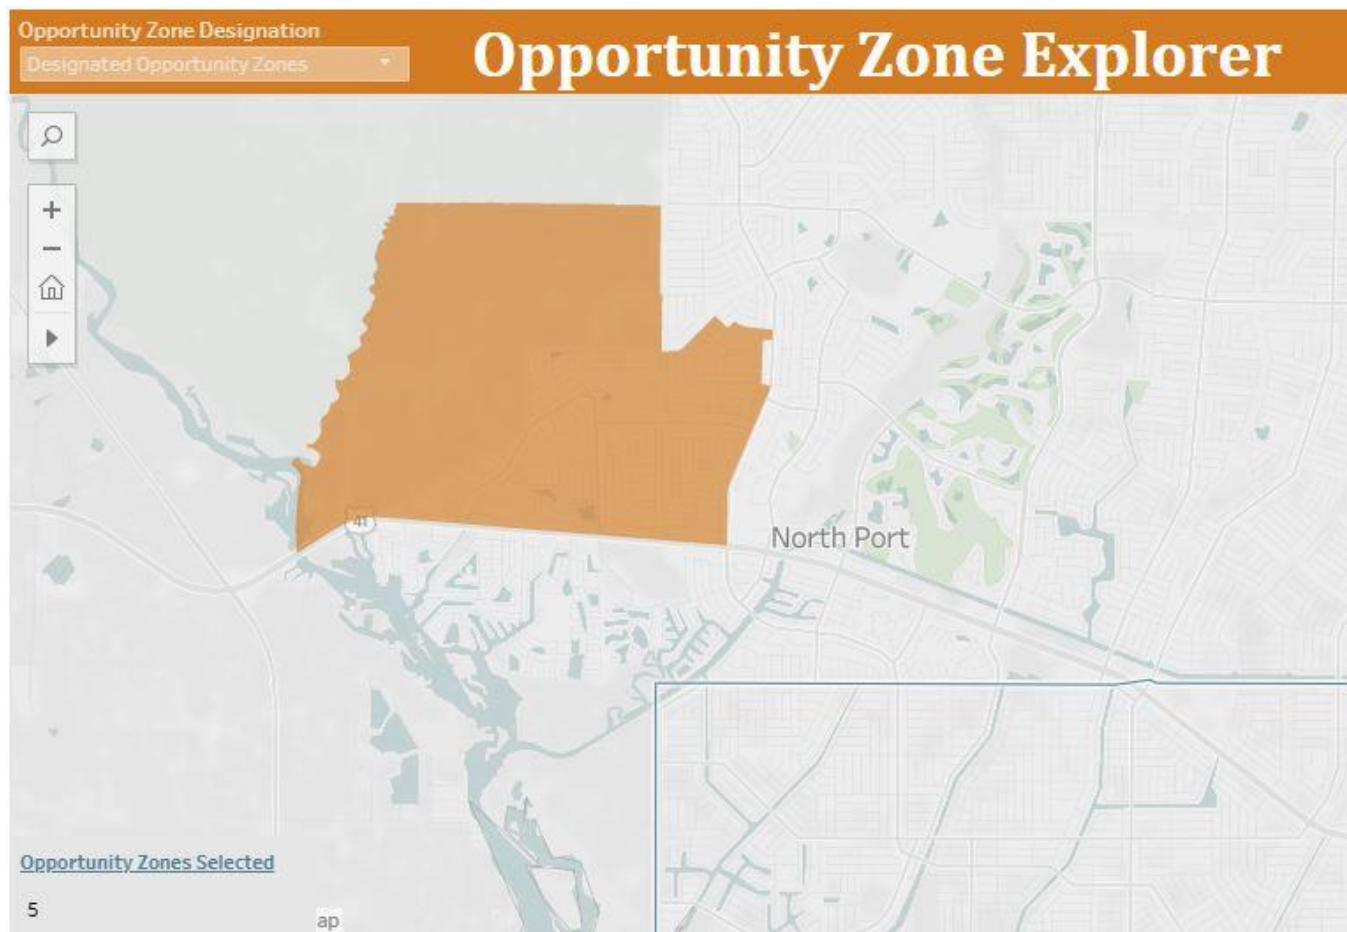 Opportunity Zone Designation
Designated Opportunity Zones
Opportunity Zone Explorer
41
North Port
Opportunity Zones Selected
5
ap